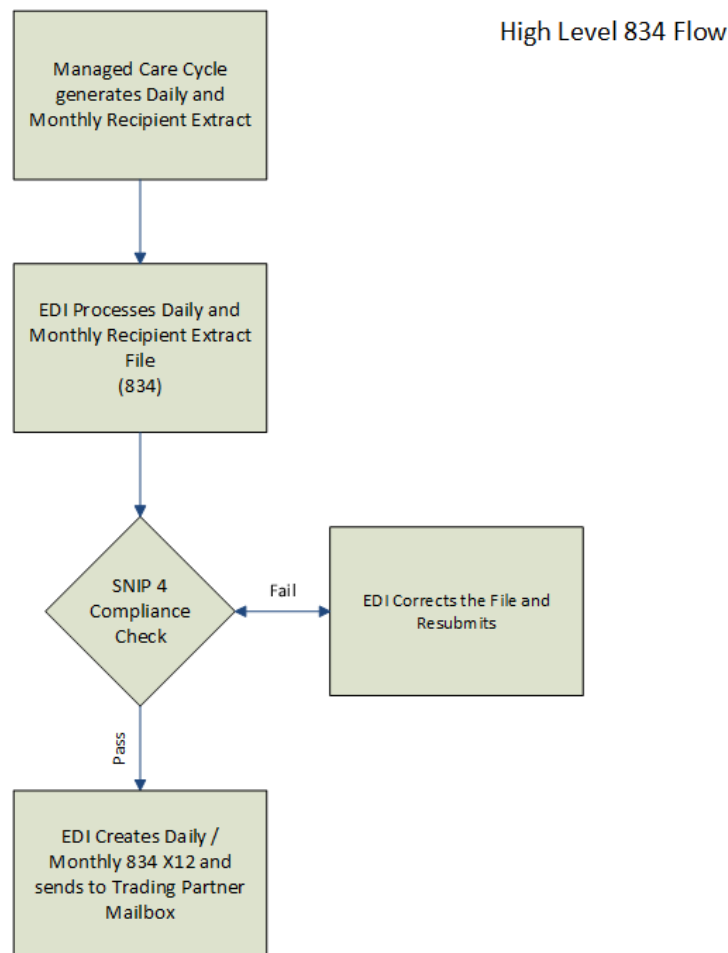 High Level 834 Flow
Managed Care Cycle
generates Daily and
Monthly Recipient Extract
EDI Processes Daily and
Monthly Recipient Extract
File
(834)
SNIP 4
Compliance
Check
Fail
EDI Corrects the File and
Resubmits
Pass
EDI Creates Daily /
Monthly 834 X12 and
sends to Trading Partner
Mailbox